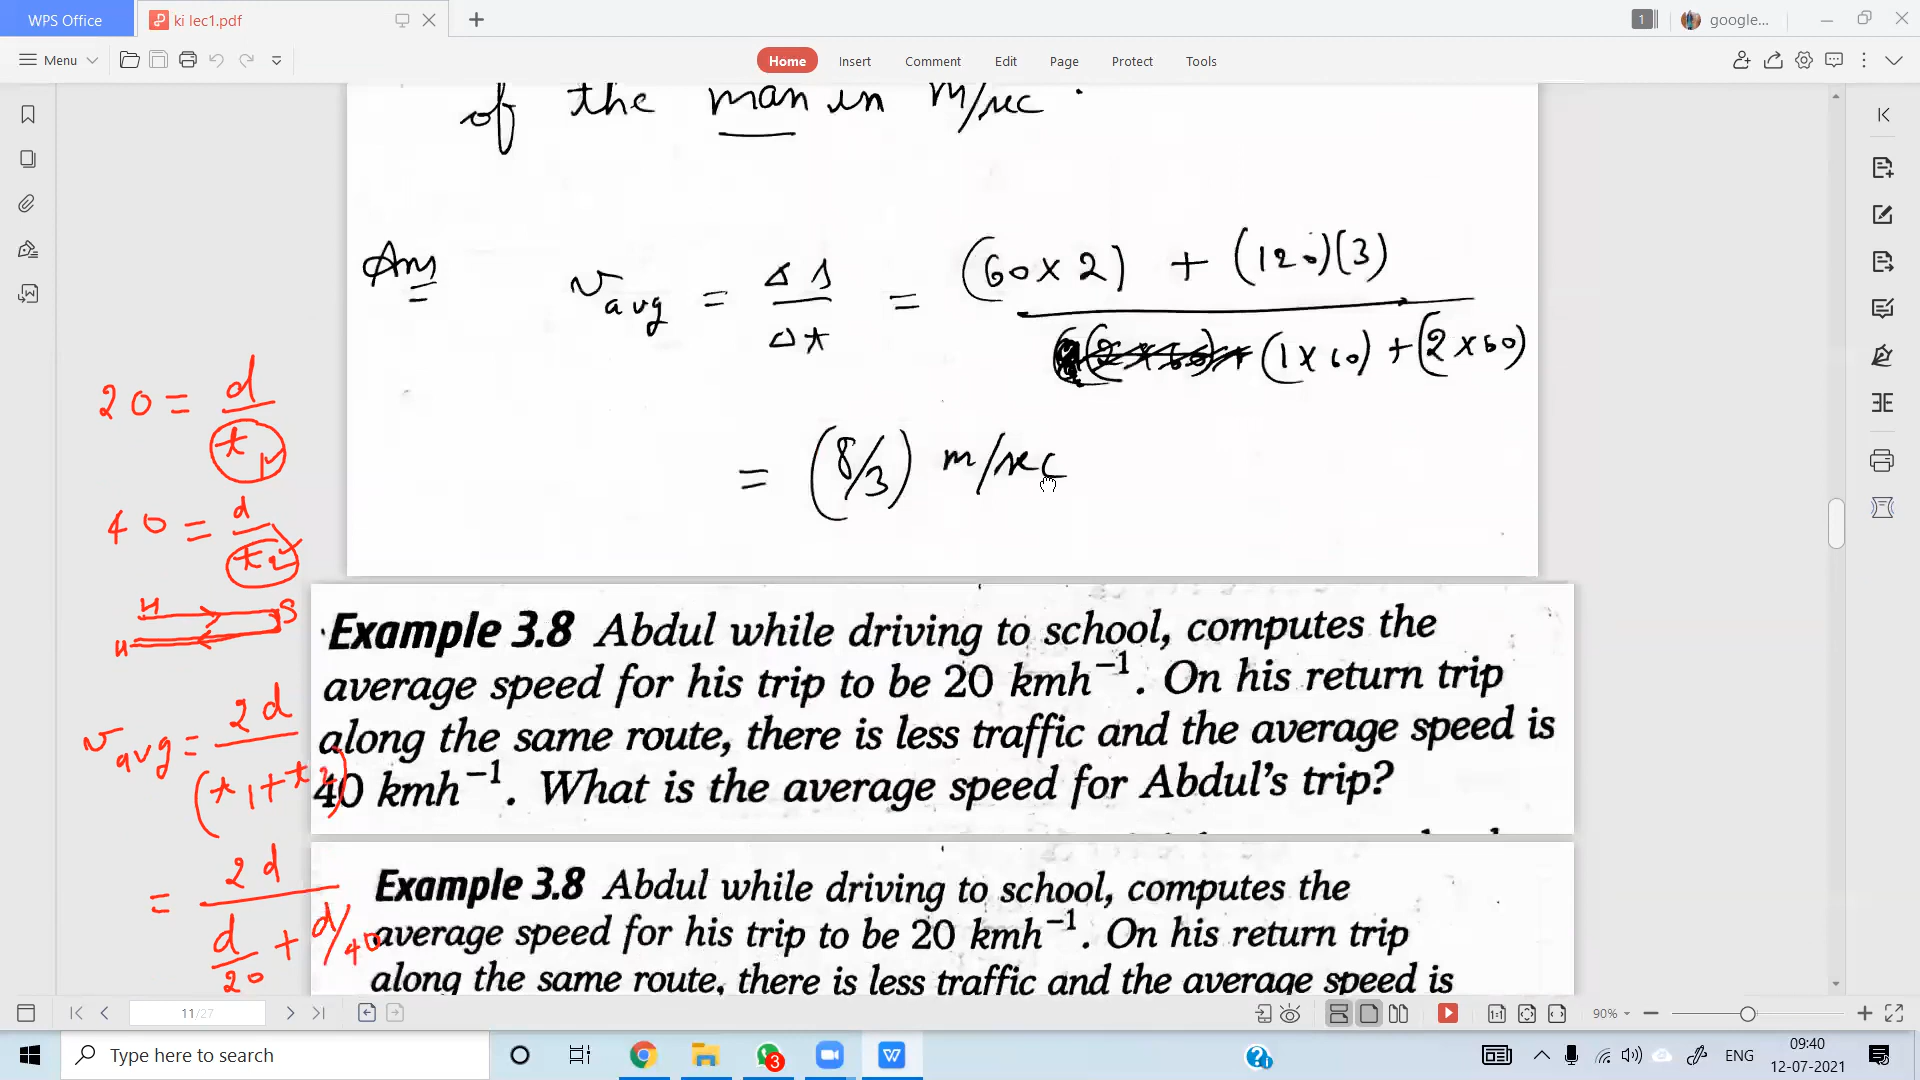 WPS Office
ki lec1.pdf
1
google...
Menu
Home
Insert
Comment
Edit
Page
Protect
Tools
of the man in m/sec.
Ans
v avg = Δs/Δt = (60×2) + (120)(3) / (1×60) + (2×60)
= (8/3) m/sec
20 = d/t1
40 = d/t2
H S
H
v avg = 2d/(t1+t2)
= 2d / d/20 + d/40
Example 3.8 Abdul while driving to school, computes the
average speed for his trip to be 20 kmh⁻¹. On his return trip
along the same route, there is less traffic and the average speed is
40 kmh⁻¹. What is the average speed for Abdul's trip?
Example 3.8 Abdul while driving to school, computes the
average speed for his trip to be 20 kmh⁻¹. On his return trip
along the same route, there is less traffic and the average speed is
11/27
90%
Type here to search
3
ENG
09:40
12-07-2021